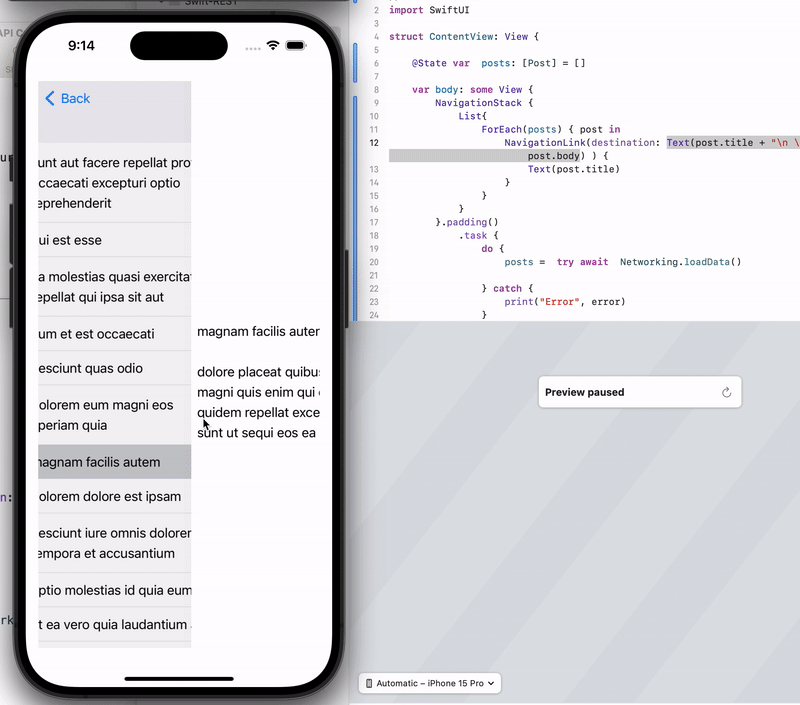 Swift-REST
9:14
Back
unt aut facere repellat pro
ccaecati excepturi optio
eprehenderit
ui est esse
a molestias quasi exercita
epellat qui ipsa sit aut
um et est occaecati
esciunt quas odio
olorem eum magni eos
periam quia
magnam facilis autem
olorem dolore est ipsam
esciunt iure omnis dolorer
empora et accusantium
ptio molestias id quia eum
t ea vero quia laudantium
magnam facilis auter
dolore placeat quibus
magni quis enim qui
quidem repellat exce
sunt ut sequi eos ea
2 import SwiftUI
3
4 struct ContentView: View {
5
6 @State var posts: [Post] = []
7
8 var body: some View {
9 NavigationStack {
10 List{
11 ForEach(posts) { post in
12 NavigationLink(destination: Text(post.title + "\n \
post.body) ) {
13 Text(post.title)
14 }
15 }
16 }
17 }.padding()
18 .task {
19 do {
20 posts = try await Networking.loadData()
21
22 } catch {
23 print("Error", error)
24 }
Preview paused
Automatic – iPhone 15 Pro